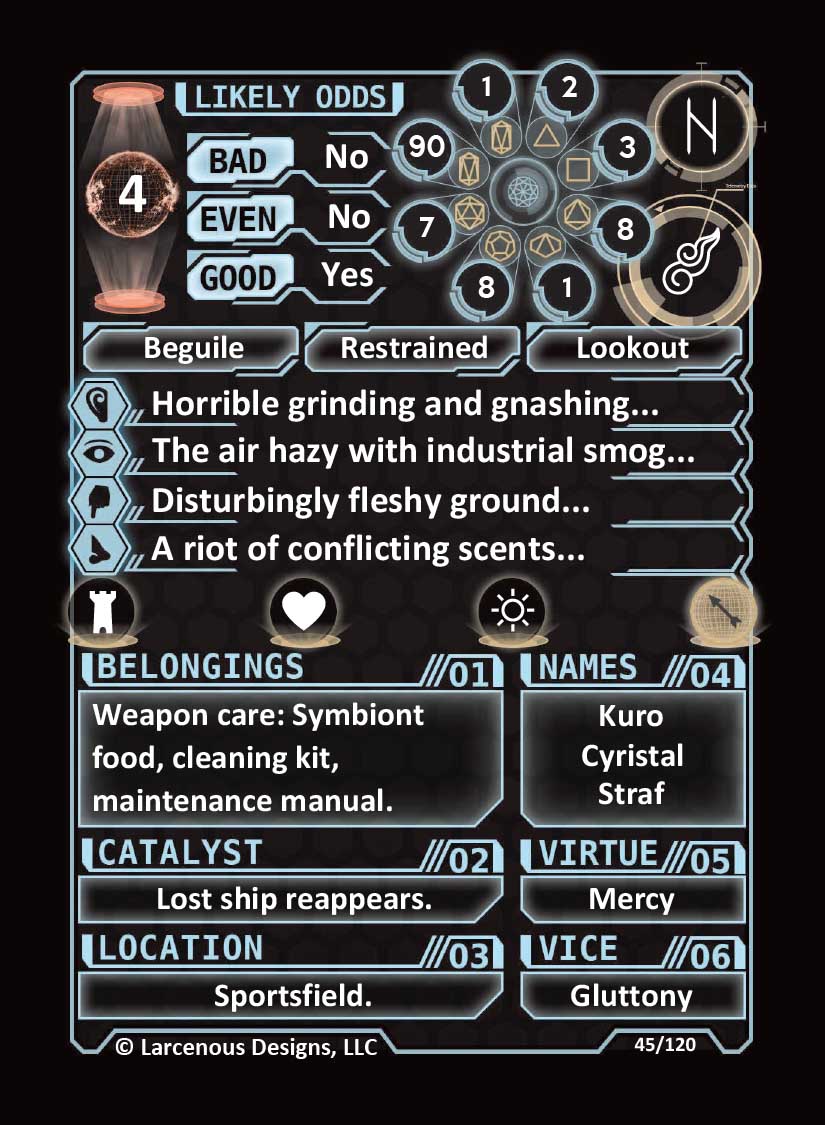 LIKELY ODDS
4
BAD No
EVEN No
GOOD Yes
1
2
90
3
7
8
8
1
ᚺ
Telemetry Data
Beguile
Restrained
Lookout
Horrible grinding and gnashing...
The air hazy with industrial smog...
Disturbingly fleshy ground...
A riot of conflicting scents...
BELONGINGS ///01
Weapon care: Symbiont
food, cleaning kit,
maintenance manual.
NAMES ///04
Kuro
Cyristal
Straf
CATALYST ///02
Lost ship reappears.
VIRTUE ///05
Mercy
LOCATION ///03
Sportsfield.
VICE ///06
Gluttony
© Larcenous Designs, LLC
45/120